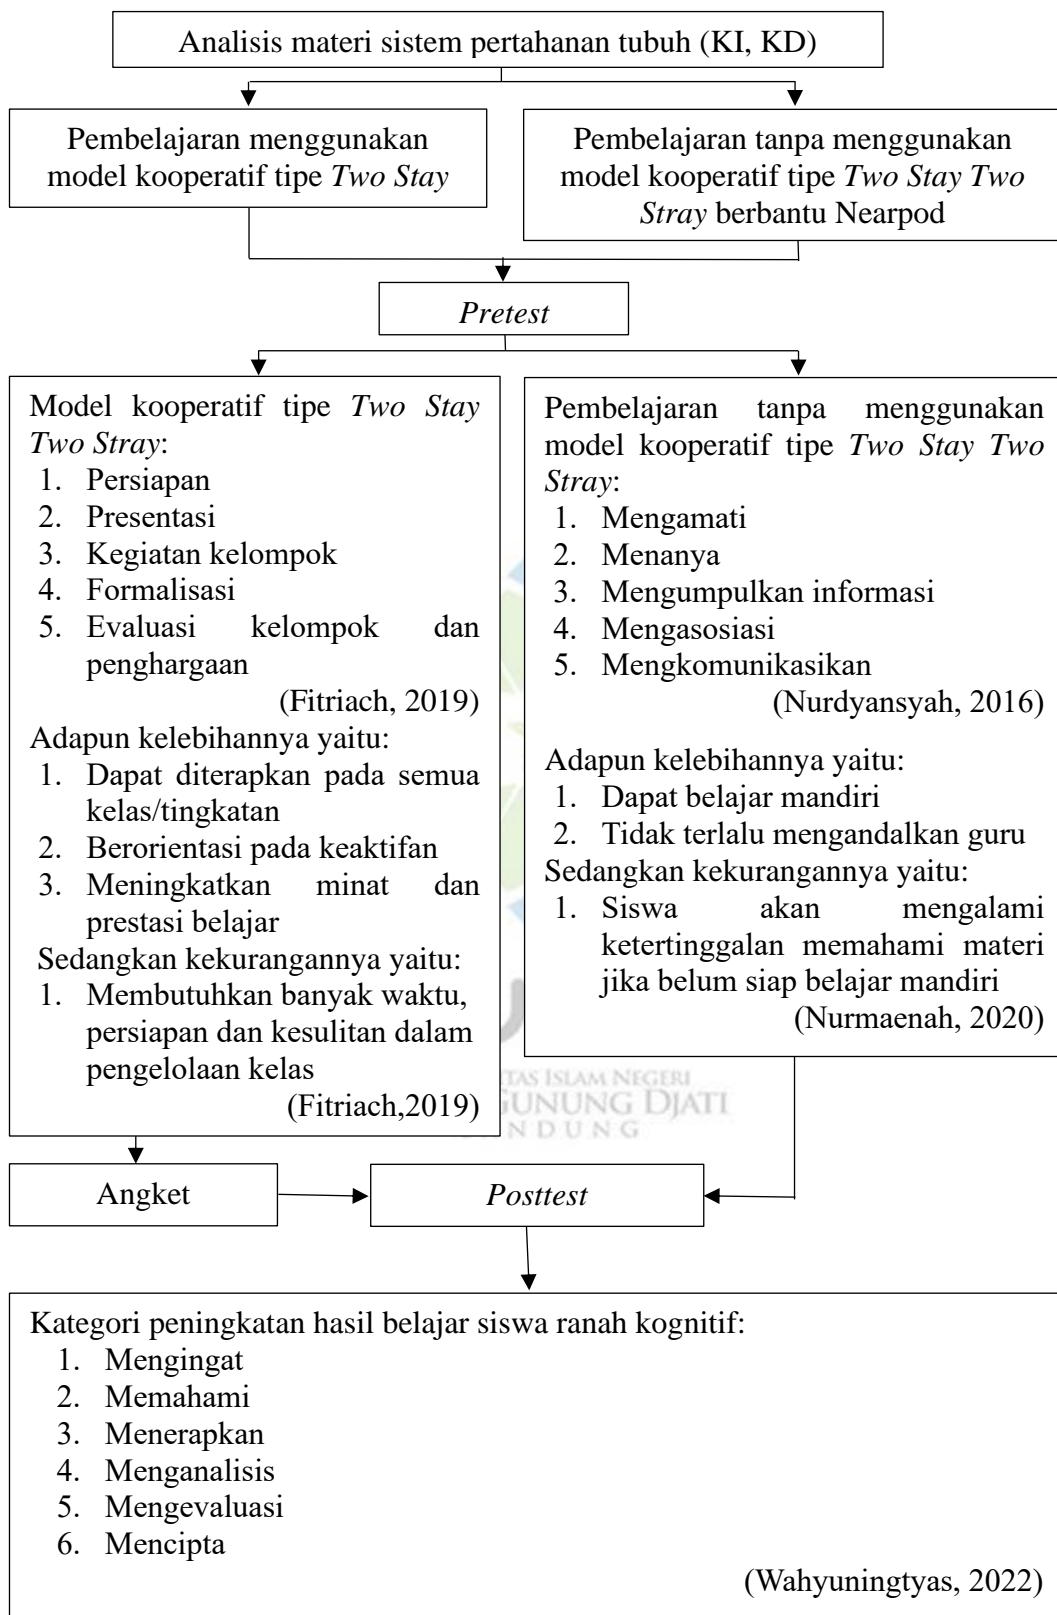 Analisis materi sistem pertahanan tubuh (KI, KD)
Pembelajaran menggunakan
model kooperatif tipe Two Stay
Pembelajaran tanpa menggunakan
model kooperatif tipe Two Stay Two
Stray berbantu Nearpod
Pretest
Model kooperatif tipe Two Stay
Two Stray:
1. Persiapan
2. Presentasi
3. Kegiatan kelompok
4. Formalisasi
5. Evaluasi kelompok dan
penghargaan
(Fitriach, 2019)
Adapun kelebihannya yaitu:
1. Dapat diterapkan pada semua
kelas/tingkatan
2. Berorientasi pada keaktifan
3. Meningkatkan minat dan
prestasi belajar
Sedangkan kekurangannya yaitu:
1. Membutuhkan banyak waktu,
persiapan dan kesulitan dalam
pengelolaan kelas
(Fitriach,2019)
Pembelajaran tanpa menggunakan
model kooperatif tipe Two Stay Two
Stray:
1. Mengamati
2. Menanya
3. Mengumpulkan informasi
4. Mengasosiasi
5. Mengkomunikasikan
(Nurdyansyah, 2016)
Adapun kelebihannya yaitu:
1. Dapat belajar mandiri
2. Tidak terlalu mengandalkan guru
Sedangkan kekurangannya yaitu:
1. Siswa akan mengalami
ketertinggalan memahami materi
jika belum siap belajar mandiri
(Nurmaenah, 2020)
TAS ISLAM NEGERI
GUNUNG DJATI
NDUNG
Angket
Posttest
Kategori peningkatan hasil belajar siswa ranah kognitif:
1. Mengingat
2. Memahami
3. Menerapkan
4. Menganalisis
5. Mengevaluasi
6. Mencipta
(Wahyuningtyas, 2022)